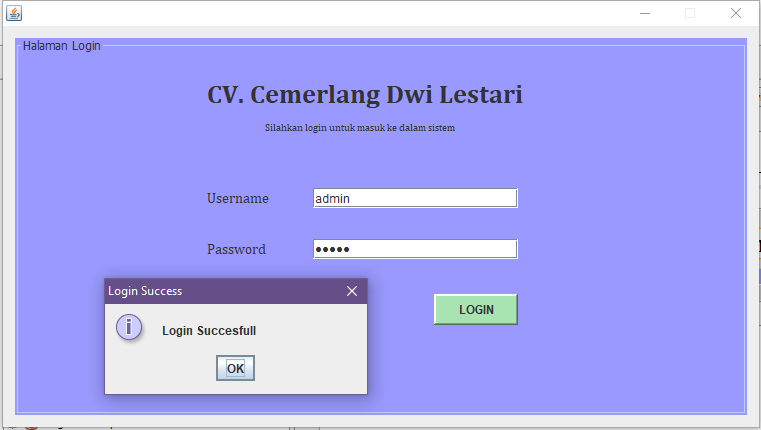 Halaman Login
CV. Cemerlang Dwi Lestari
Silahkan login untuk masuk ke dalam sistem
Username admin
Password •••••
LOGIN
Login Success
Login Succesfull
OK